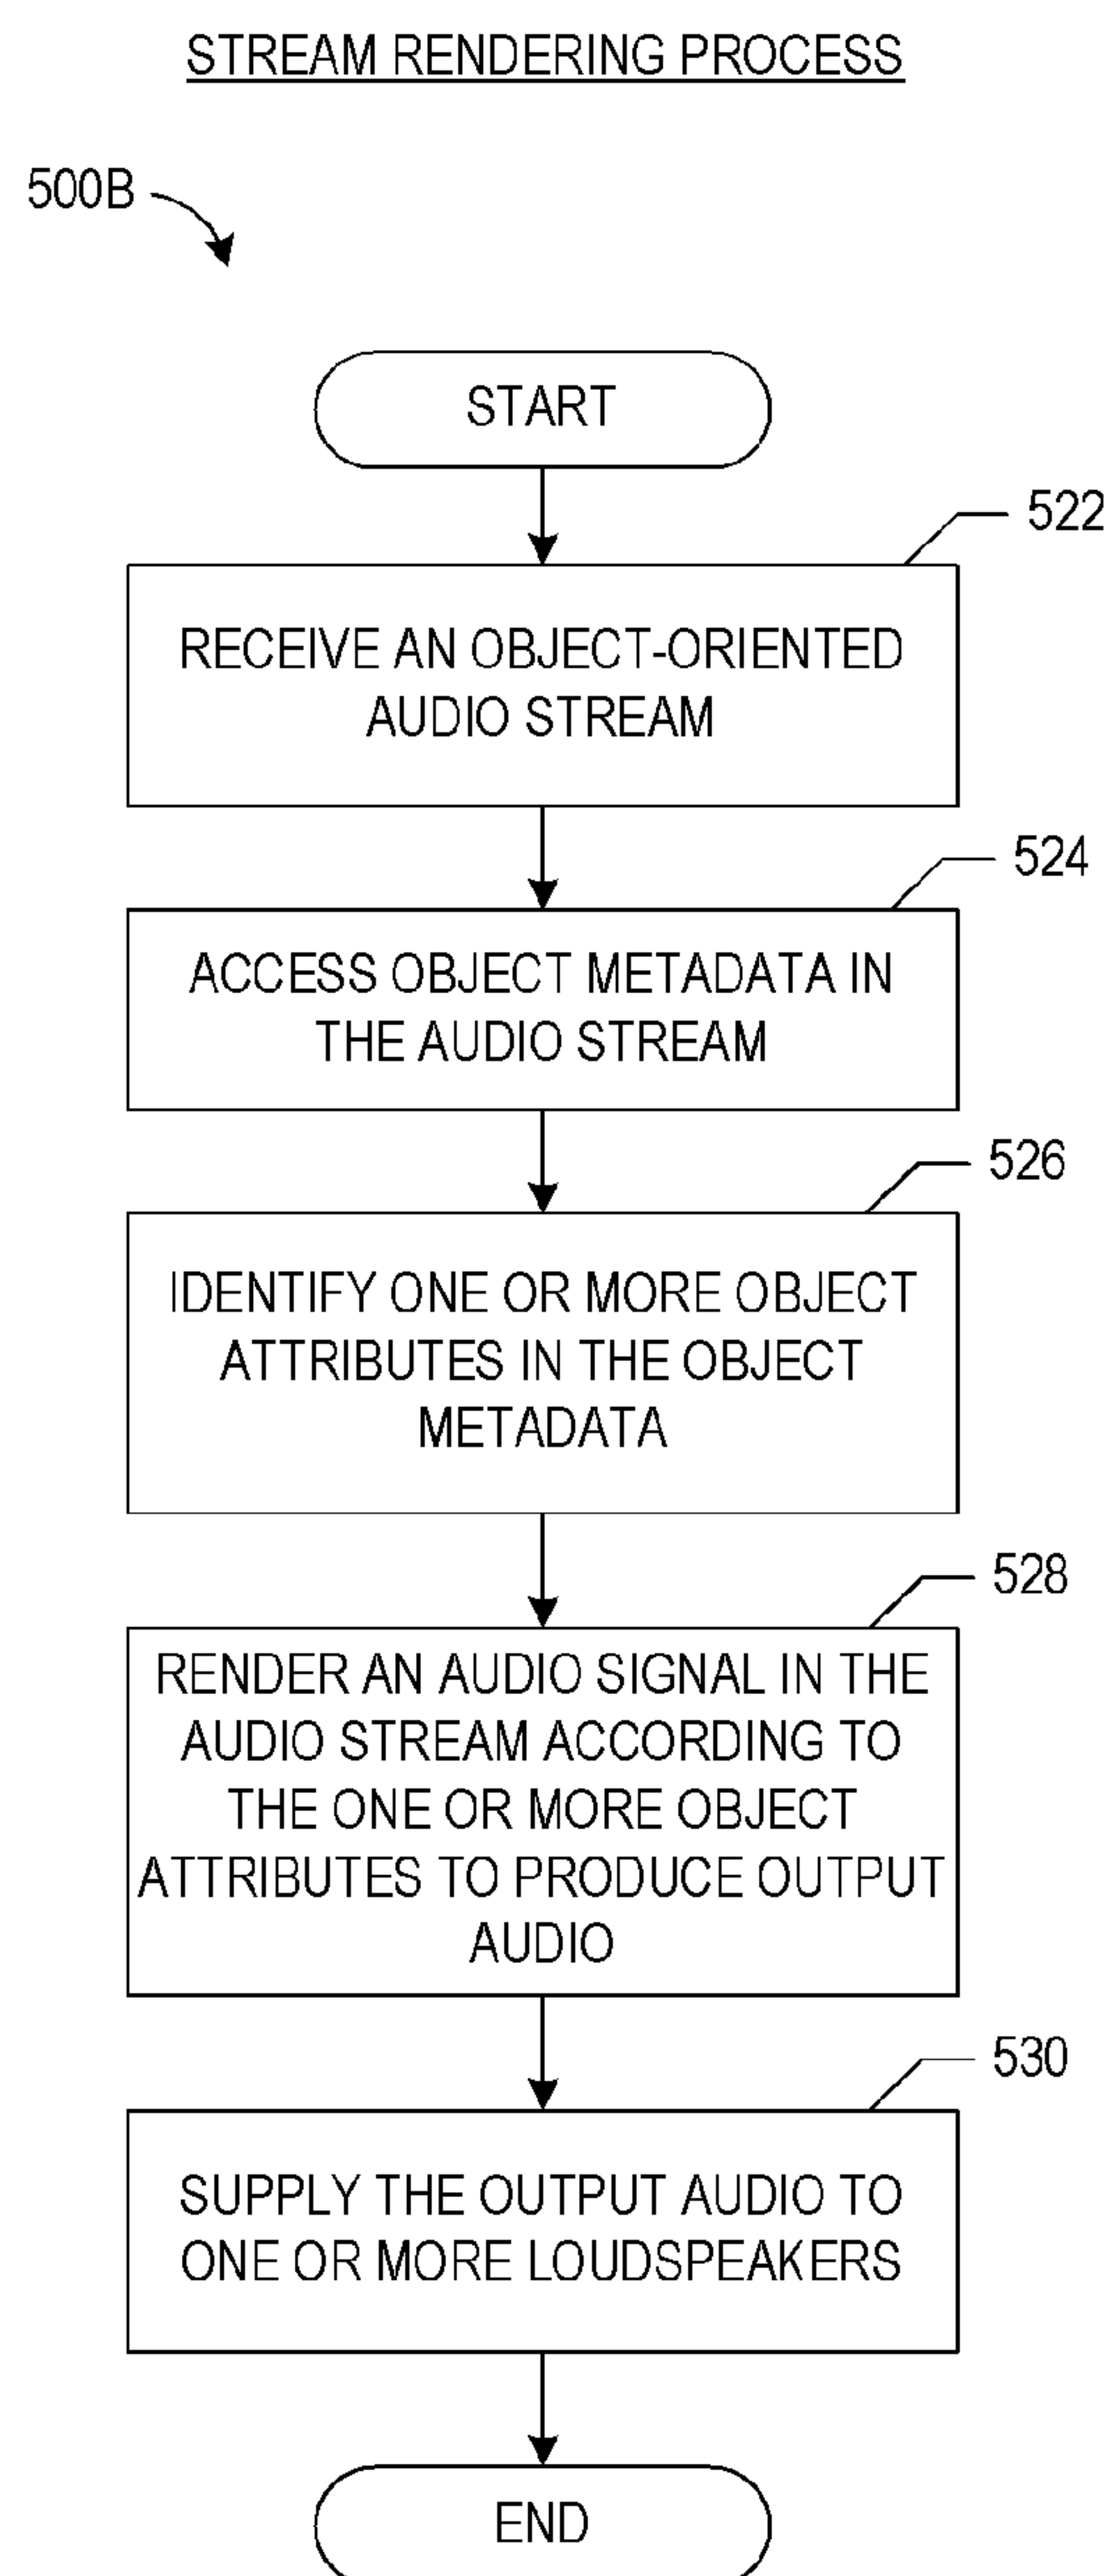 STREAM RENDERING PROCESS
500B
START
522
RECEIVE AN OBJECT-ORIENTED
AUDIO STREAM
524
ACCESS OBJECT METADATA IN
THE AUDIO STREAM
526
IDENTIFY ONE OR MORE OBJECT
ATTRIBUTES IN THE OBJECT
METADATA
528
RENDER AN AUDIO SIGNAL IN THE
AUDIO STREAM ACCORDING TO
THE ONE OR MORE OBJECT
ATTRIBUTES TO PRODUCE OUTPUT
AUDIO
530
SUPPLY THE OUTPUT AUDIO TO
ONE OR MORE LOUDSPEAKERS
END